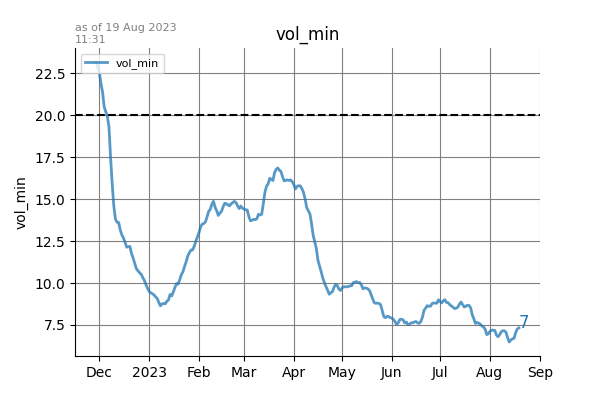 as of 19 Aug 2023
11:31
vol_min
vol_min
22.5
20.0
17.5
15.0
12.5
10.0
7.5
vol_min
7
Dec 2023 Feb Mar Apr May Jun Jul Aug Sep